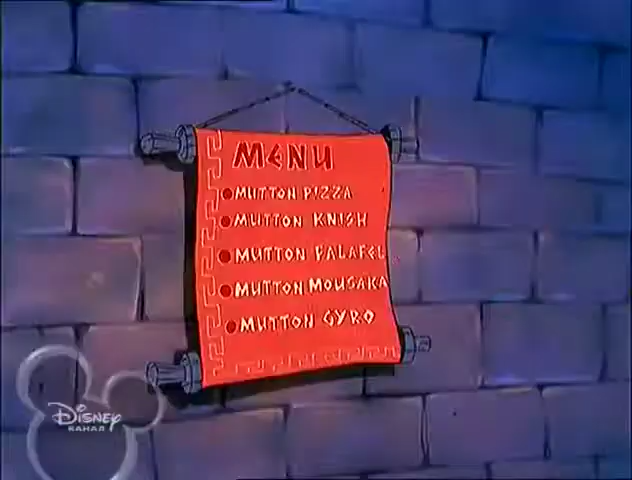 MENU
MUTTON PIZZA
MUTTON KNISH
MUTTON FALAFEL
MUTTON MOUSAKA
MUTTON GYRO
DISNEY
КАНАЛ